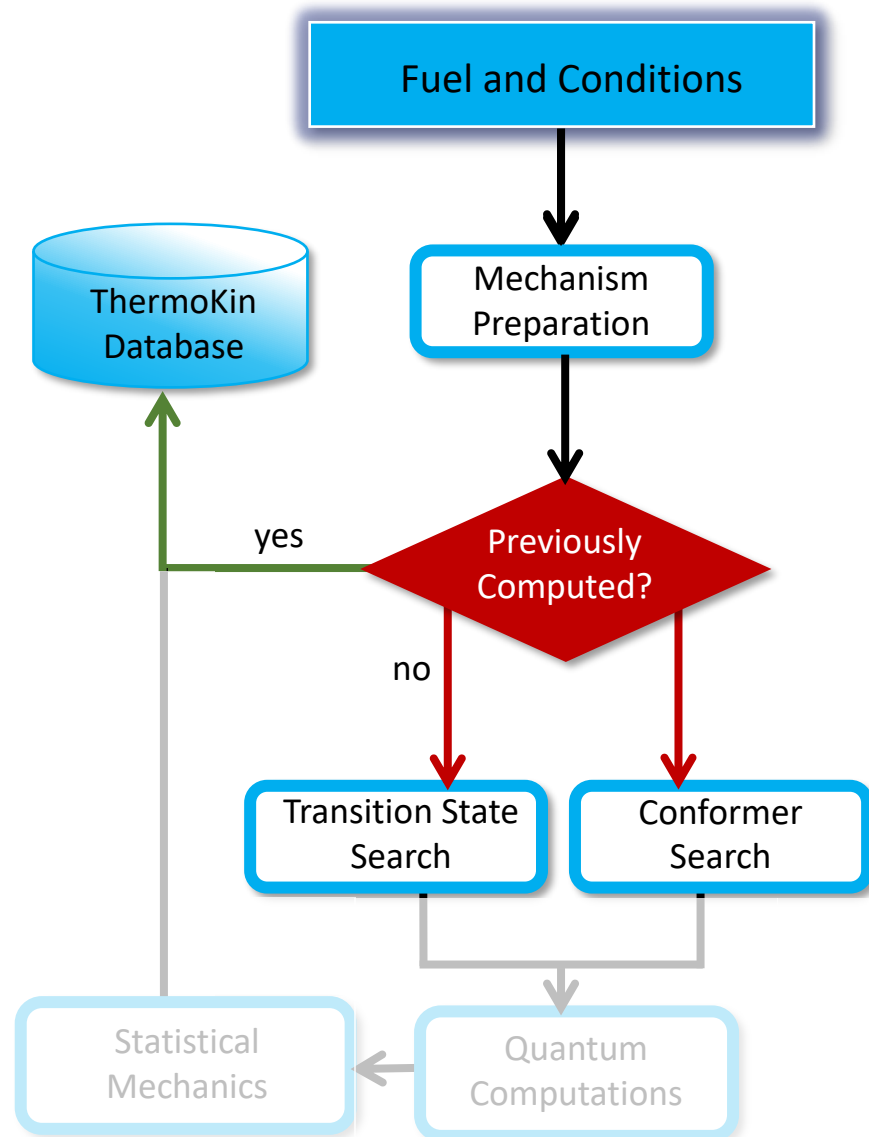 Fuel and Conditions
Mechanism
Preparation
ThermoKin
Database
yes
Previously
Computed?
no
Transition State
Search
Conformer
Search
Statistical
Mechanics
Quantum
Computations